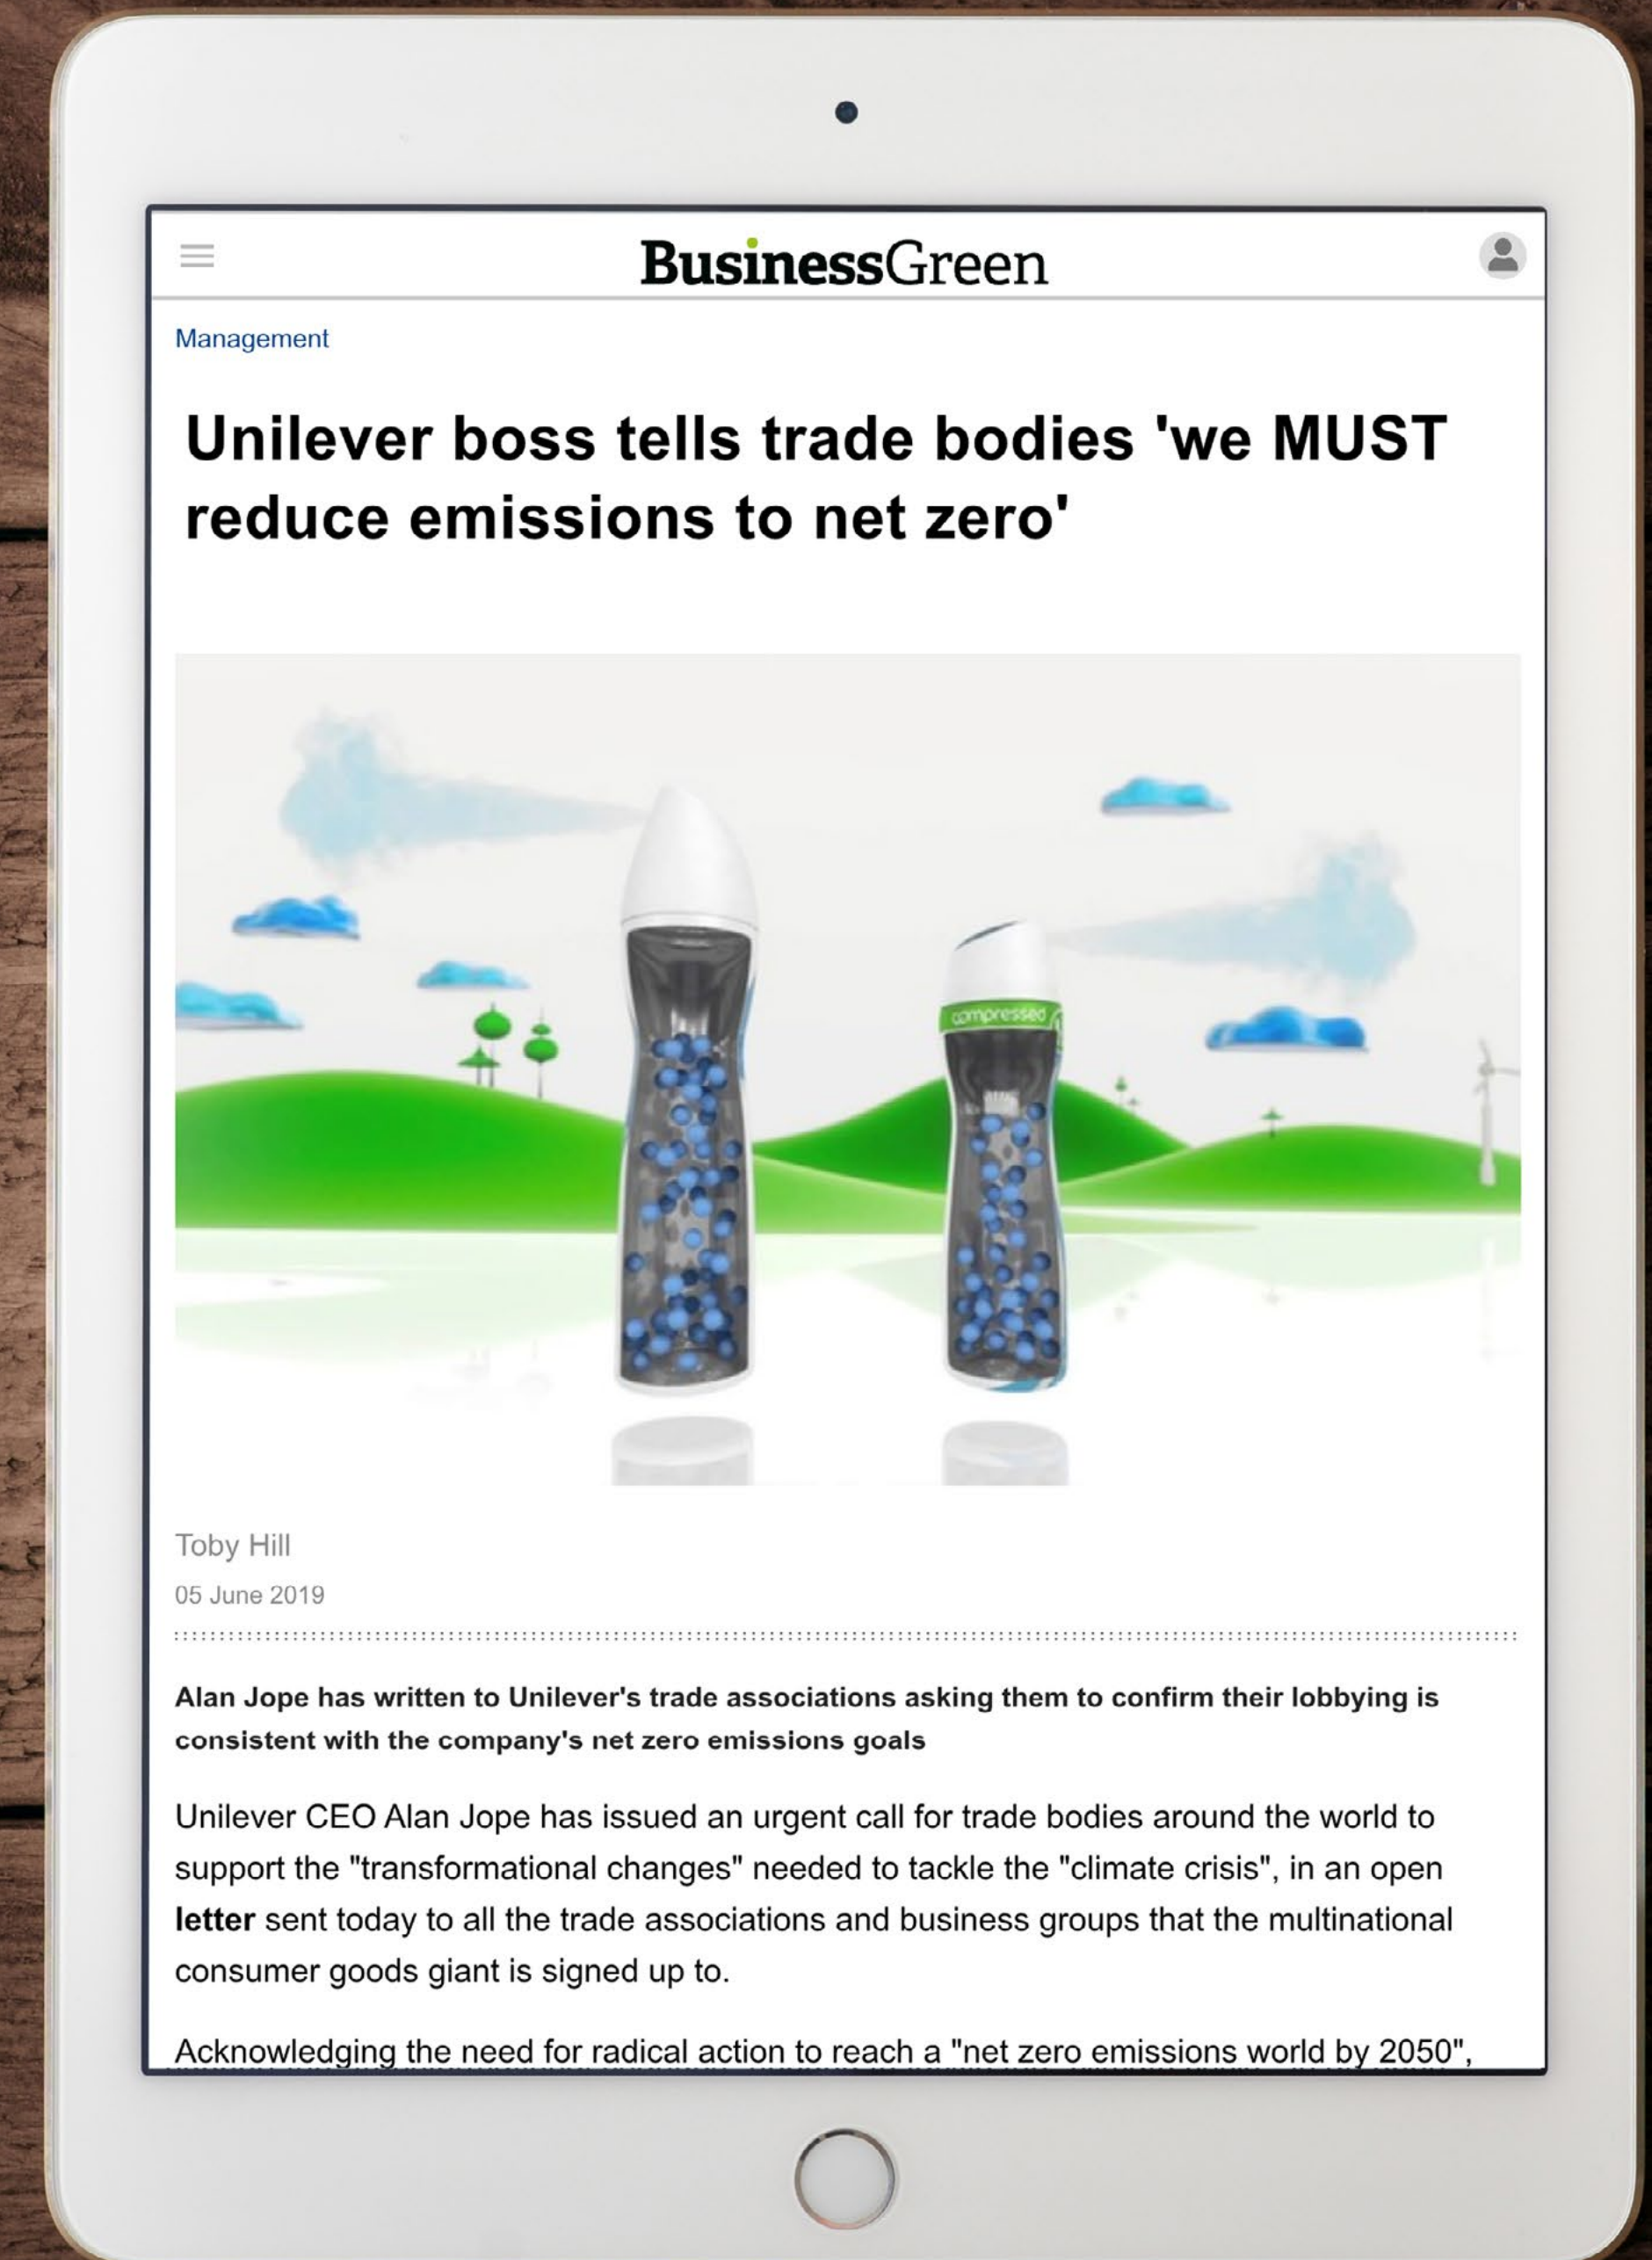 BusinessGreen
Management
Unilever boss tells trade bodies 'we MUST
reduce emissions to net zero'
compressed
Toby Hill
05 June 2019
Alan Jope has written to Unilever's trade associations asking them to confirm their lobbying is
consistent with the company's net zero emissions goals
Unilever CEO Alan Jope has issued an urgent call for trade bodies around the world to
support the "transformational changes" needed to tackle the "climate crisis", in an open
letter sent today to all the trade associations and business groups that the multinational
consumer goods giant is signed up to.
Acknowledging the need for radical action to reach a "net zero emissions world by 2050",